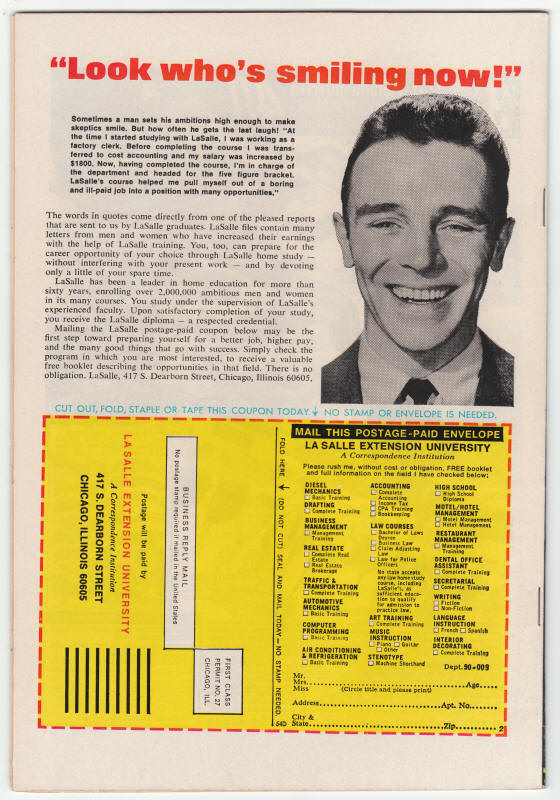 “Look who’s smiling now!”
Sometimes a man sets his ambitions high enough to make
skeptics smile. But how often he gets the last laugh! “At
the time I started studying with LaSalle, I was working as a
factory clerk. Before completing the course I was trans-
ferred to cost accounting and my salary was increased by
$1800. Now, having completed the course, I’m in charge of
the department and headed for the five figure bracket.
LaSalle’s course helped me pull myself out of a boring
and ill-paid job into a position with many opportunities,”
The words in quotes come directly from one of the pleased reports
that are sent to us by LaSalle graduates. LaSalle files contain many
letters from men and women who have increased their earnings
with the help of LaSalle training. You, too, can prepare for the
career opportunity of your choice through LaSalle home study —
without interfering with your present work — and by devoting
only a little of your spare time.
LaSalle has been a leader in home education for more than
sixty years, enrolling over 2,000,000 ambitious men and women
in its many courses. You study under the supervision of LaSalle’s
experienced faculty. Upon satisfactory completion of your study,
you receive the LaSalle diploma — a respected credential.
Mailing the LaSalle postage-paid coupon below may be the
first step toward preparing yourself for a better job, higher pay,
and the many good things that go with success. Simply check the
program in which you are most interested, to receive a valuable
free booklet describing the opportunities in that field. There is no
obligation. LaSalle, 417 S. Dearborn Street, Chicago, Illinois 60605,
CUT OUT, FOLD, STAPLE OR TAPE THIS COUPON TODAY ↓ NO STAMP OR ENVELOPE IS NEEDED.
Postage will be paid by
LA SALLE EXTENSION UNIVERSITY
A Correspondence Institution
417 S. DEARBORN STREET
CHICAGO, ILLINOIS 60605
BUSINESS REPLY MAIL
No postage stamp required if mailed in the United States
FIRST CLASS
PERMIT NO. 27
CHICAGO, ILL.
FOLD HERE ↓ (DO NOT CUT) SEAL AND MAIL TODAY—NO STAMP NEEDED. ↓ 54D
MAIL THIS POSTAGE-PAID ENVELOPE
LA SALLE EXTENSION UNIVERSITY
A Correspondence Institution
Please rush me, without cost or obligation, FREE booklet
and full information on the field I have checked below;
DIESEL
MECHANICS
Basic Training
DRAFTING
Complete Training
BUSINESS
MANAGEMENT
Management
Training
REAL ESTATE
Complete Real
Estate
Real Estate
Brokerage
TRAFFIC &
TRANSPORTATION
Complete Training
AUTOMOTIVE
MECHANICS
Basic Training
COMPUTER
PROGRAMMING
Basic Training
AIR CONDITIONING
& REFRIGERATION
Basic Training
ACCOUNTING
Complete
Accounting
Income Tax
CPA Training
Bookkeeping
LAW COURSES
Bachelor of Laws
Degree
Business Law
Claim Adjusting
Law
Law for Police
Officers
No state accepts
any law home study
course, including
LaSalle’s, as
sufficient educa-
tion to qualify
for admission to
practice law.
ART TRAINING
Complete Training
MUSIC
INSTRUCTION
Piano Guitar
Other
STENOTYPE
Machine Shorthand
HIGH SCHOOL
High School
Diploma
MOTEL/HOTEL
MANAGEMENT
Motel Management
Hotel Management
RESTAURANT
MANAGEMENT
Management
Training
DENTAL OFFICE
ASSISTANT
Complete Training
SECRETARIAL
Complete Training
WRITING
Fiction
Non-Fiction
LANGUAGE
INSTRUCTION
French Spanish
INTERIOR
DECORATING
Complete Training
Dept. 90-009
Mr.
Mrs. Age
Miss (Circle title and please print)
Address Apt. No.
City &
State Zip 2